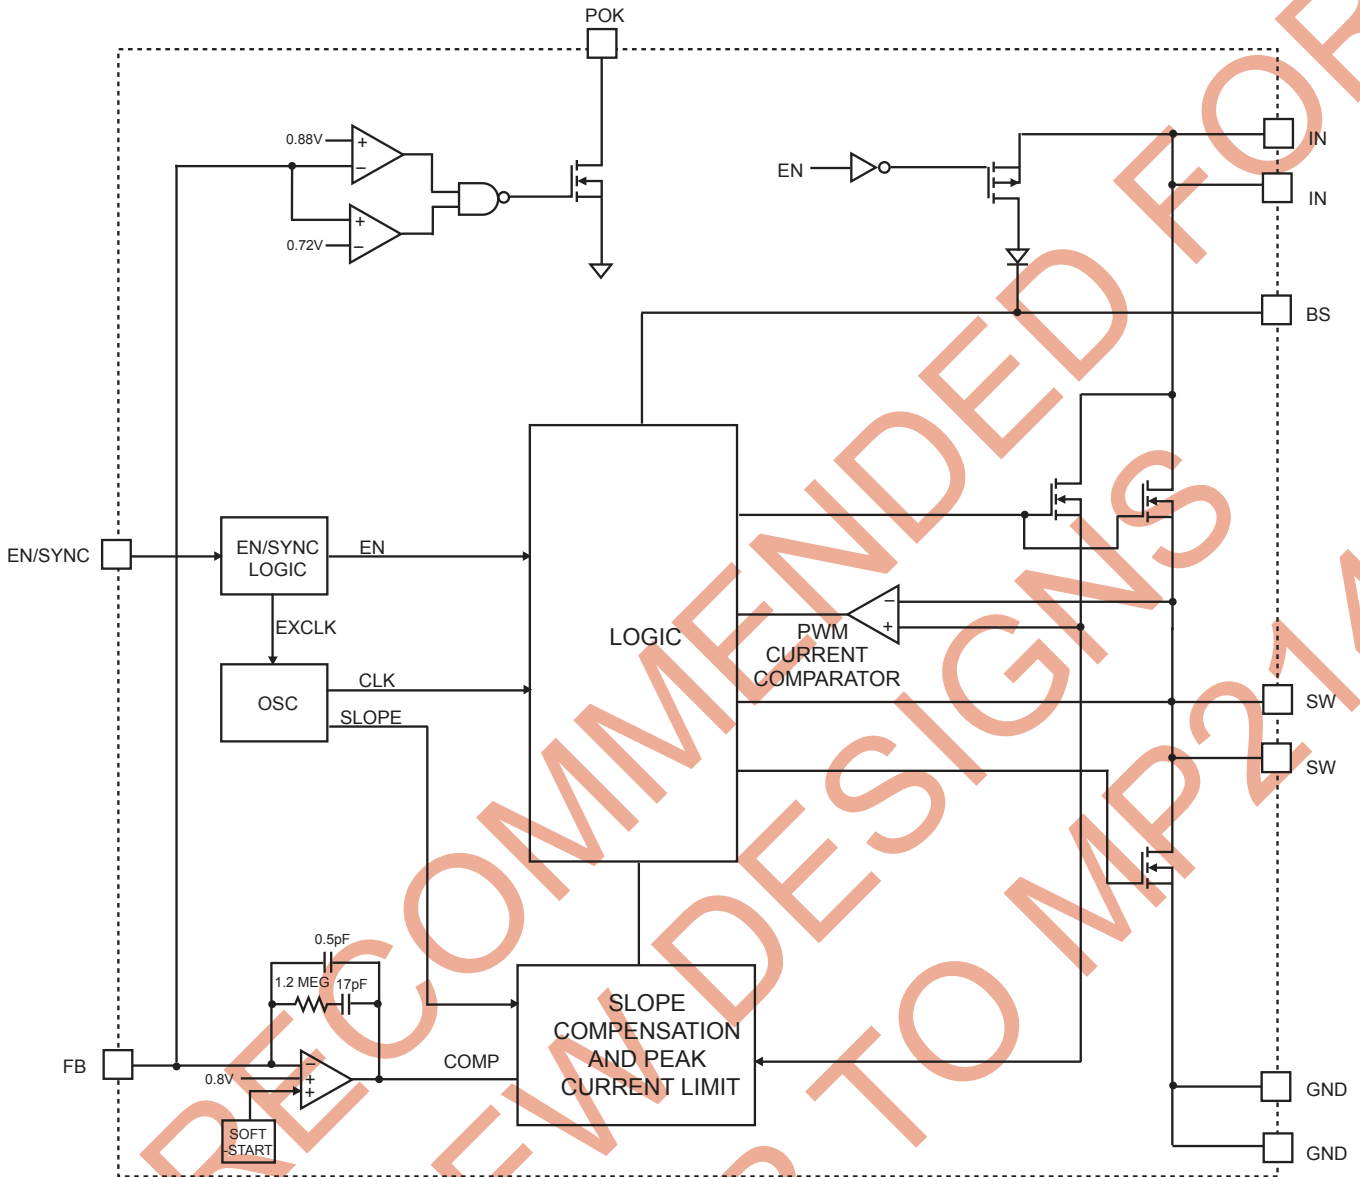 POK
0.88V
+
−
0.72V
+
−
EN
IN
IN
BS
EN/SYNC
EN/SYNC
LOGIC
EN
EXCLK
OSC
CLK
SLOPE
LOGIC
−
+
PWM
CURRENT
COMPARATOR
SW
SW
0.5pF
1.2 MEG
17pF
FB
0.8V
−
+
+
SOFT
-START
COMP
SLOPE
COMPENSATION
AND PEAK
CURRENT LIMIT
GND
GND
RECOMMENDED FOR
EW DESIGNS
R TO MP214